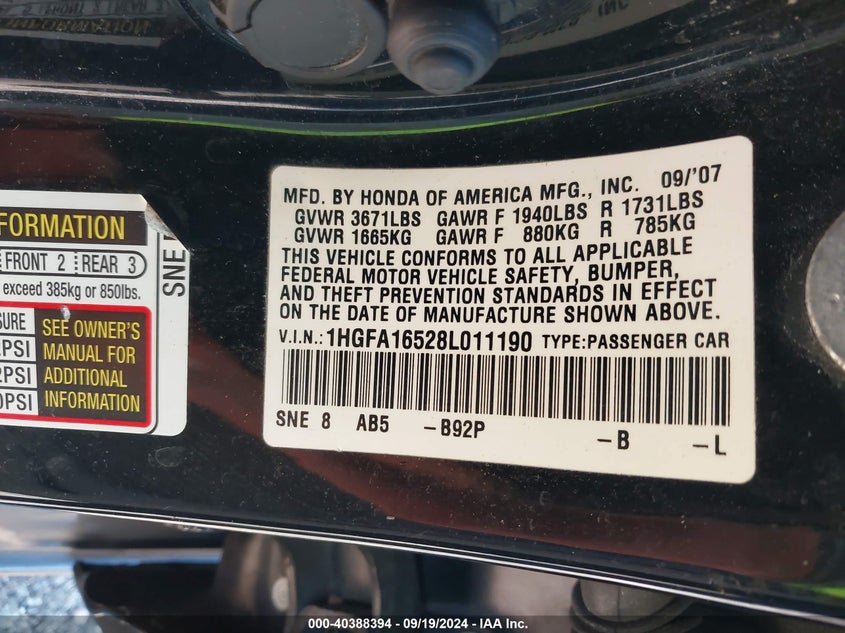 MFD. BY HONDA OF AMERICA MFG., INC. 09/'07
GVWR 3671LBS GAWR F 1940LBS R 1731LBS
GVWR 1665KG GAWR F 880KG R 785KG
THIS VEHICLE CONFORMS TO ALL APPLICABLE
FEDERAL MOTOR VEHICLE SAFETY, BUMPER,
AND THEFT PREVENTION STANDARDS IN EFFECT
ON THE DATE OF MANUFACTURE SHOWN ABOVE.
V.I.N.: 1HGFA16528L011190 TYPE:PASSENGER CAR
SNE 8 AB5 -B92P -B -L
FRONT 2 REAR 3
exceed 385kg or 850lbs.
SNE
SEE OWNER'S
MANUAL FOR
ADDITIONAL
INFORMATION
000-40388394 - 09/19/2024 - IAA Inc.